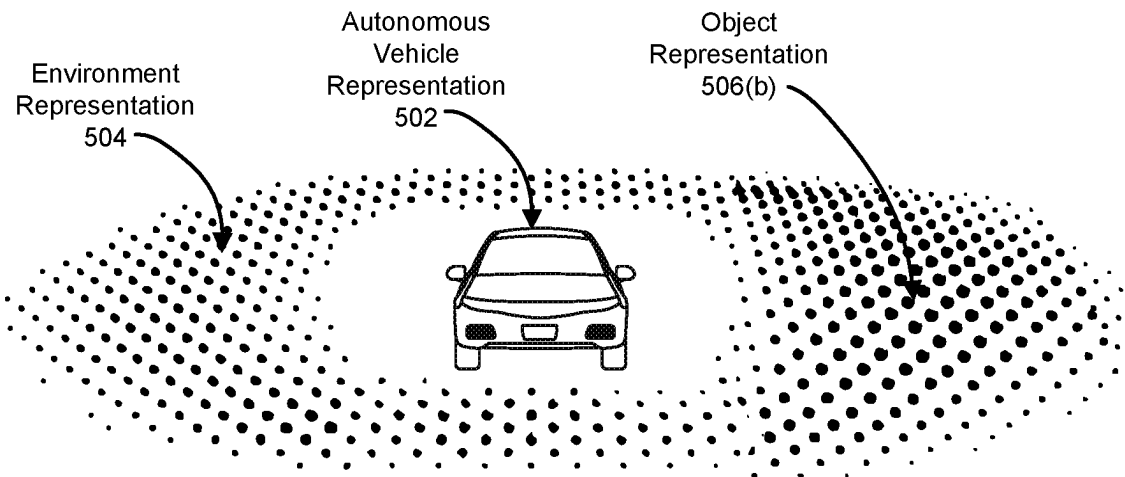 Environment
Representation
504
Autonomous
Vehicle
Representation
502
Object
Representation
506(b)